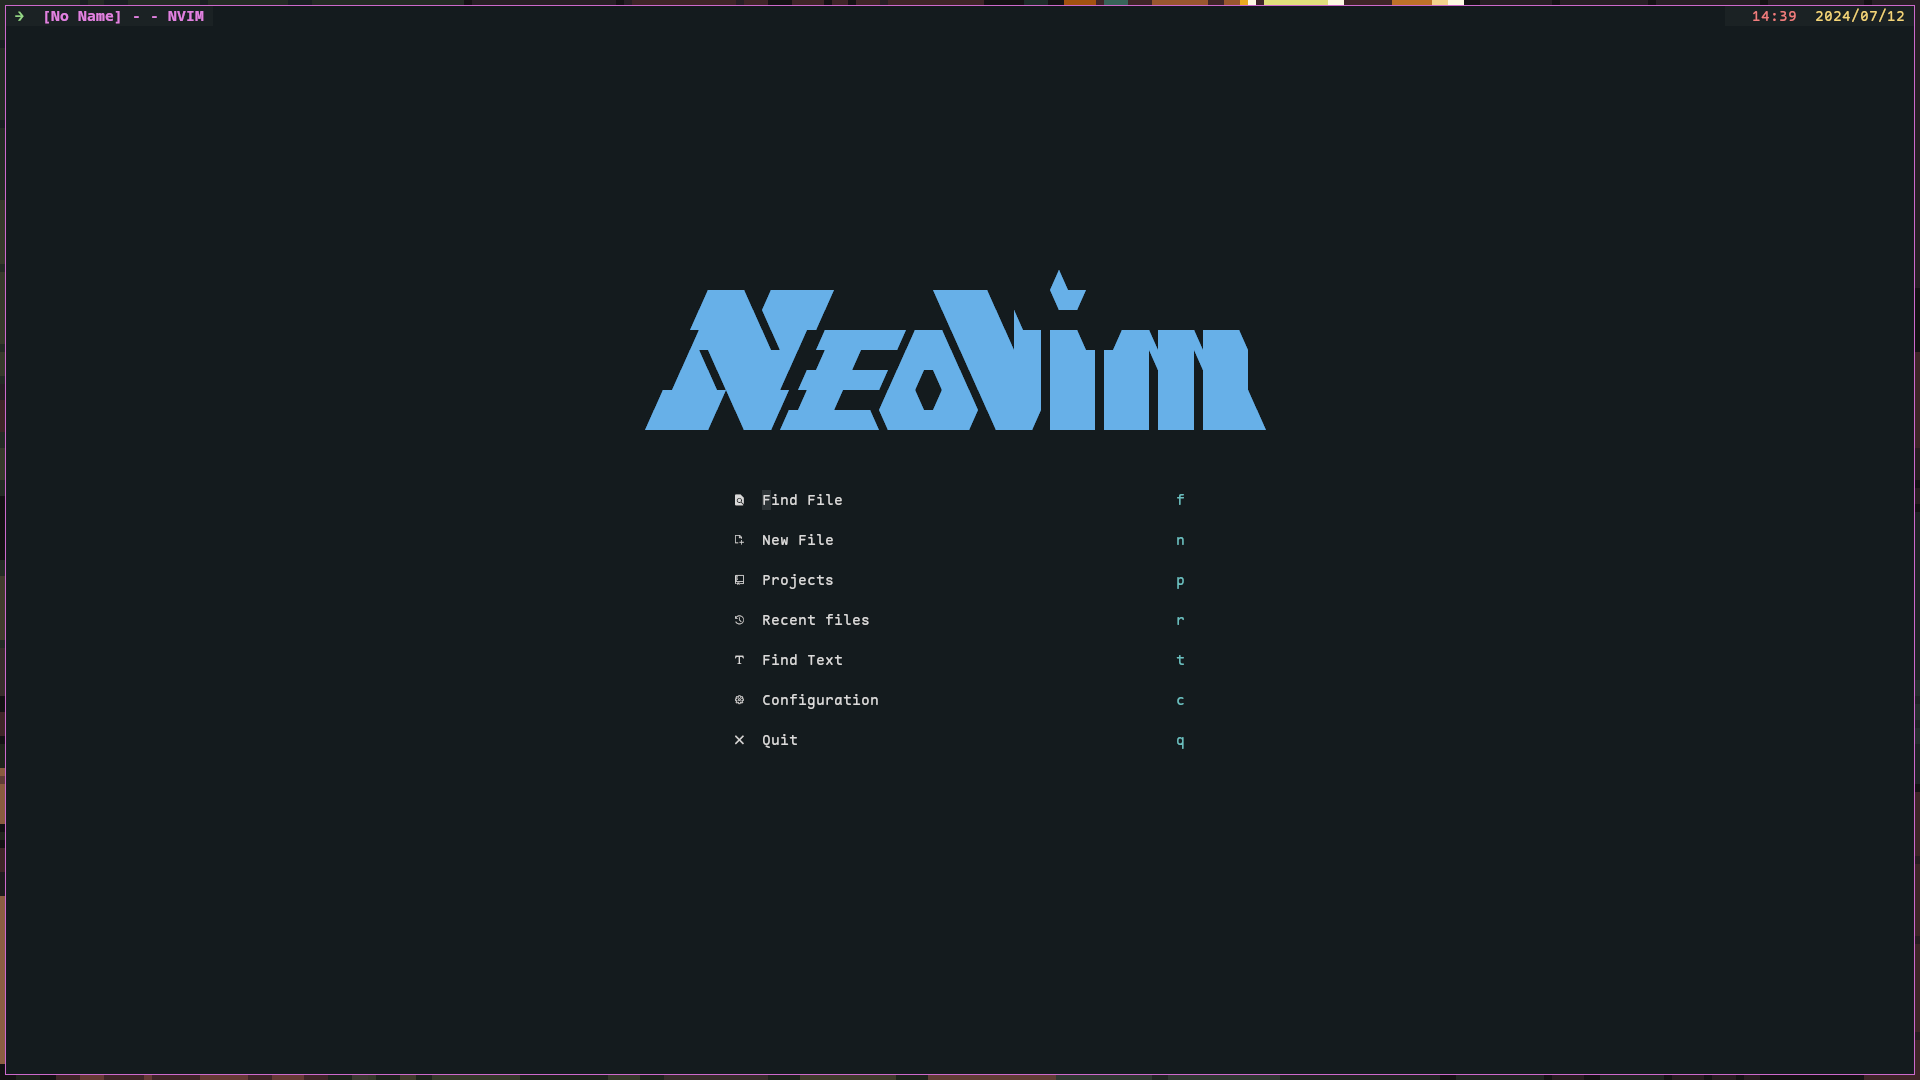 → [No Name] - - NVIM 14:39 2024/07/12
NEOVim
Find File f
New File n
Projects p
Recent files r
Find Text t
Configuration c
Quit q